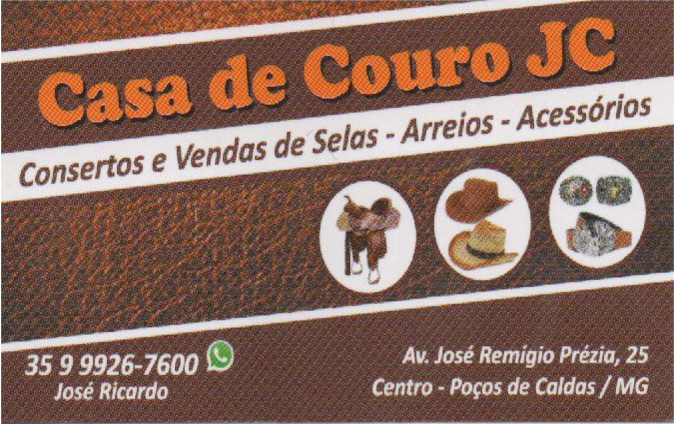 Casa de Couro JC
Consertos e Vendas de Selas - Arreios - Acessórios
35 9 9926-7600
José Ricardo
Av. José Remígio Prézia, 25
Centro - Poços de Caldas / MG